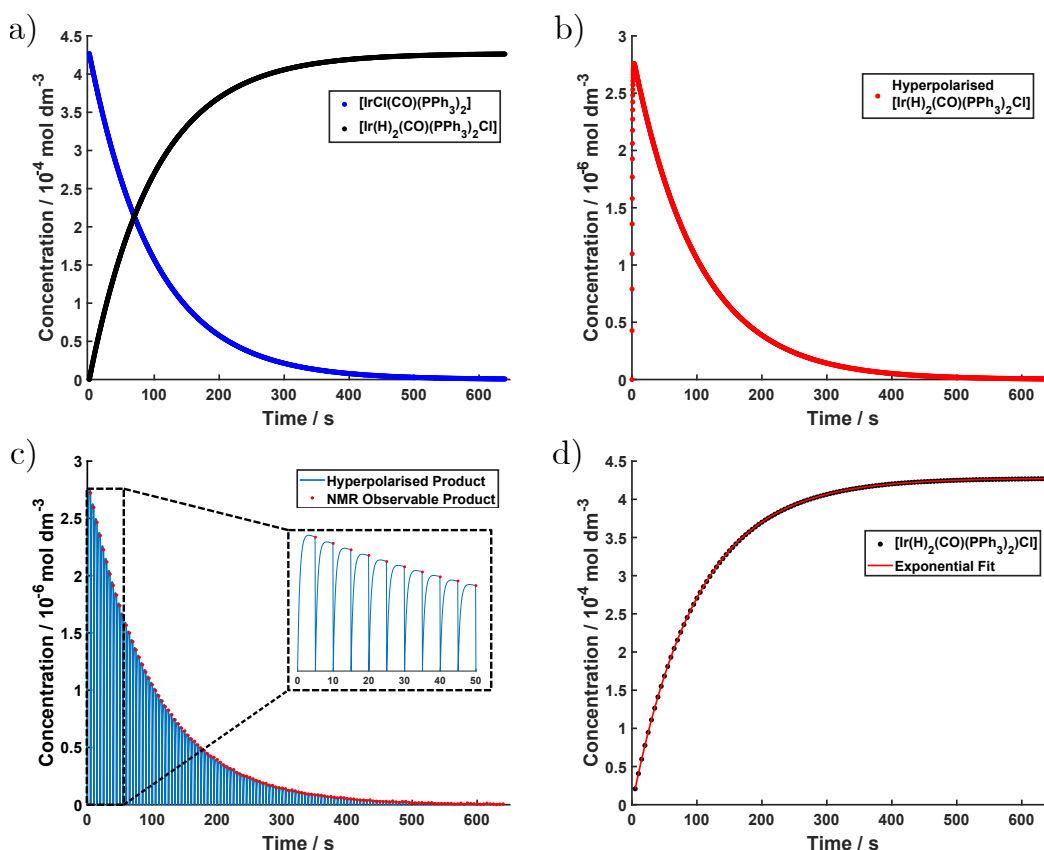 a)
4.5
4
3.5
3
2.5
2
1.5
1
0.5
0
Concentration / 10⁻⁴ mol dm⁻³
[IrCl(CO)(PPh₃)₂]
[Ir(H)₂(CO)(PPh₃)₂Cl]
0 100 200 300 400 500 600
Time / s
b)
3
2.5
2
1.5
1
0.5
0
Concentration / 10⁻⁶ mol dm⁻³
Hyperpolarised
[Ir(H)₂(CO)(PPh₃)₂Cl]
0 100 200 300 400 500 600
Time / s
c)
3
2.5
2
1.5
1
0.5
0
Concentration / 10⁻⁶ mol dm⁻³
Hyperpolarised Product
NMR Observable Product
0 10 20 30 40 50
0 100 200 300 400 500 600
Time / s
d)
4.5
4
3.5
3
2.5
2
1.5
1
0.5
0
Concentration / 10⁻⁴ mol dm⁻³
[Ir(H)₂(CO)(PPh₃)₂)Cl]
Exponential Fit
0 100 200 300 400 500 600
Time / s